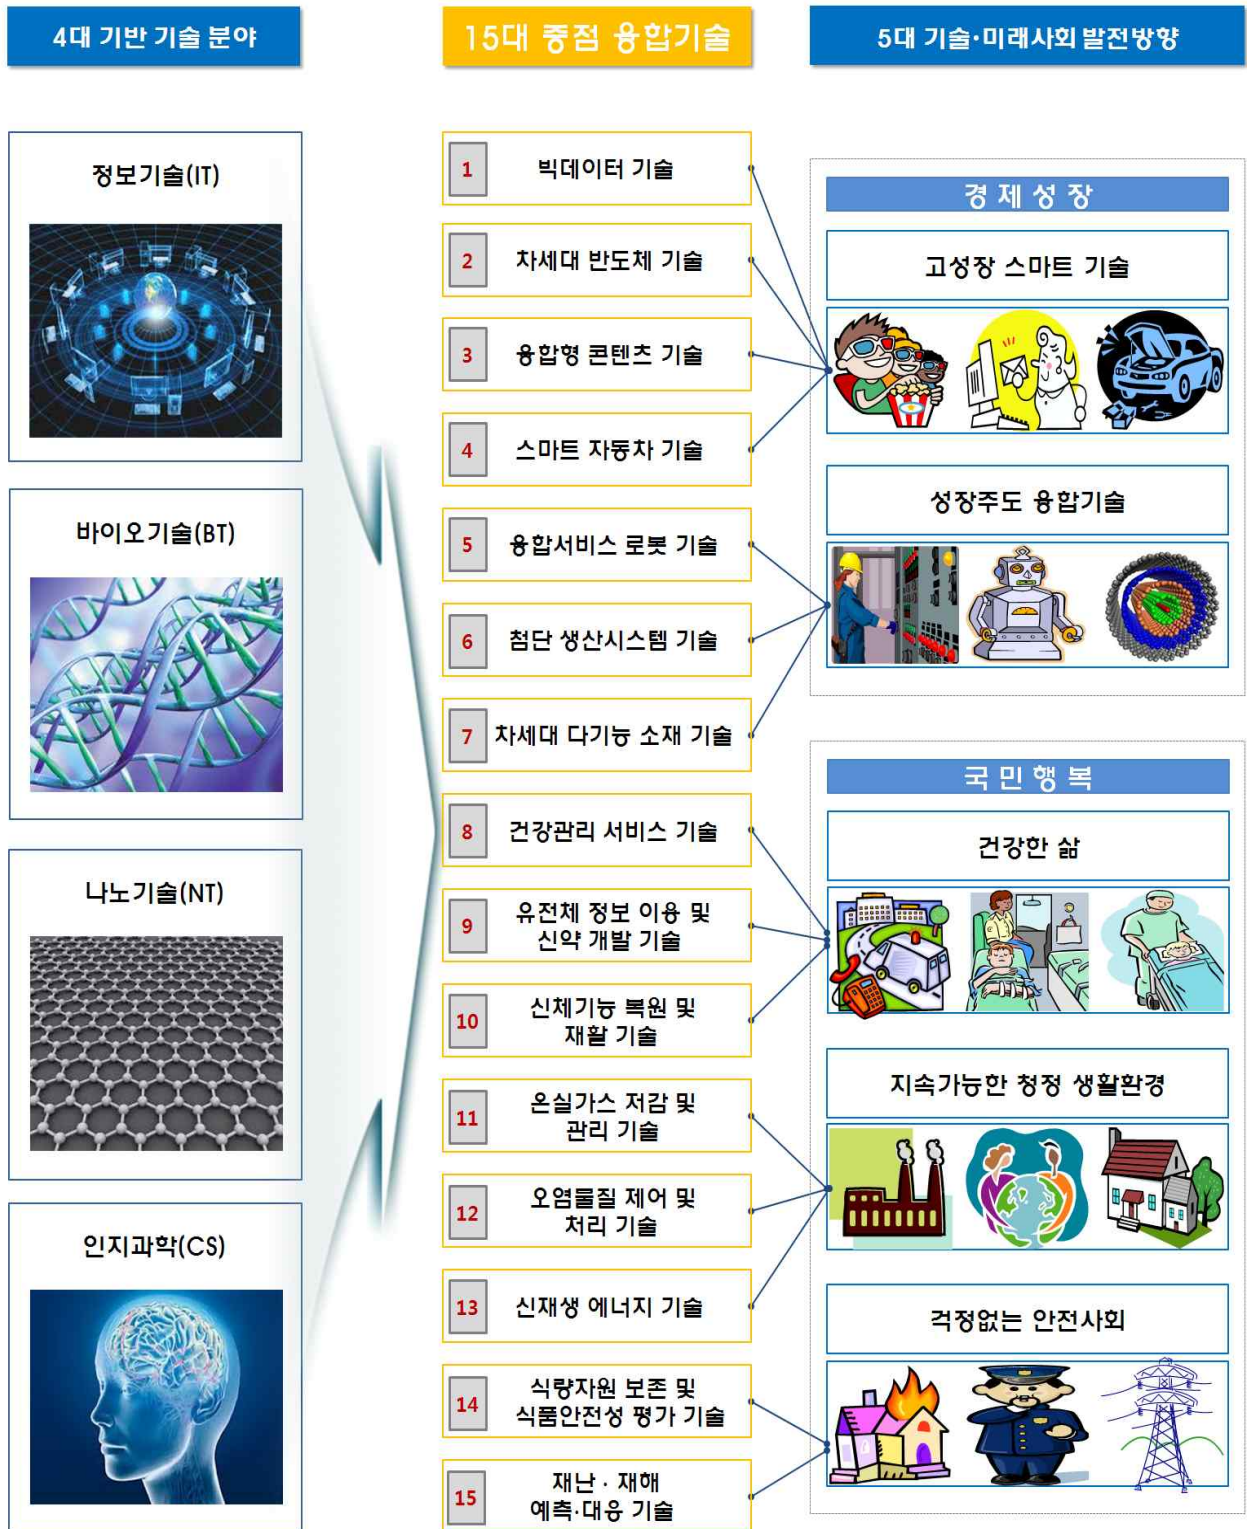 4대 기반 기술 분야
15대 중점 융합기술
5대 기술·미래사회 발전방향
정보기술(IT)
바이오기술(BT)
나노기술(NT)
인지과학(CS)
1 빅데이터 기술
2 차세대 반도체 기술
3 융합형 콘텐츠 기술
4 스마트 자동차 기술
5 융합서비스 로봇 기술
6 첨단 생산시스템 기술
7 차세대 다기능 소재 기술
8 건강관리 서비스 기술
9 유전체 정보 이용 및
신약 개발 기술
10 신체기능 복원 및
재활 기술
11 온실가스 저감 및
관리 기술
12 오염물질 제어 및
처리 기술
13 신재생 에너지 기술
14 식량자원 보존 및
식품안전성 평가 기술
15 재난·재해
예측·대응 기술
경제성장
고성장 스마트 기술
성장주도 융합기술
국민행복
건강한 삶
지속가능한 청정 생활환경
걱정없는 안전사회